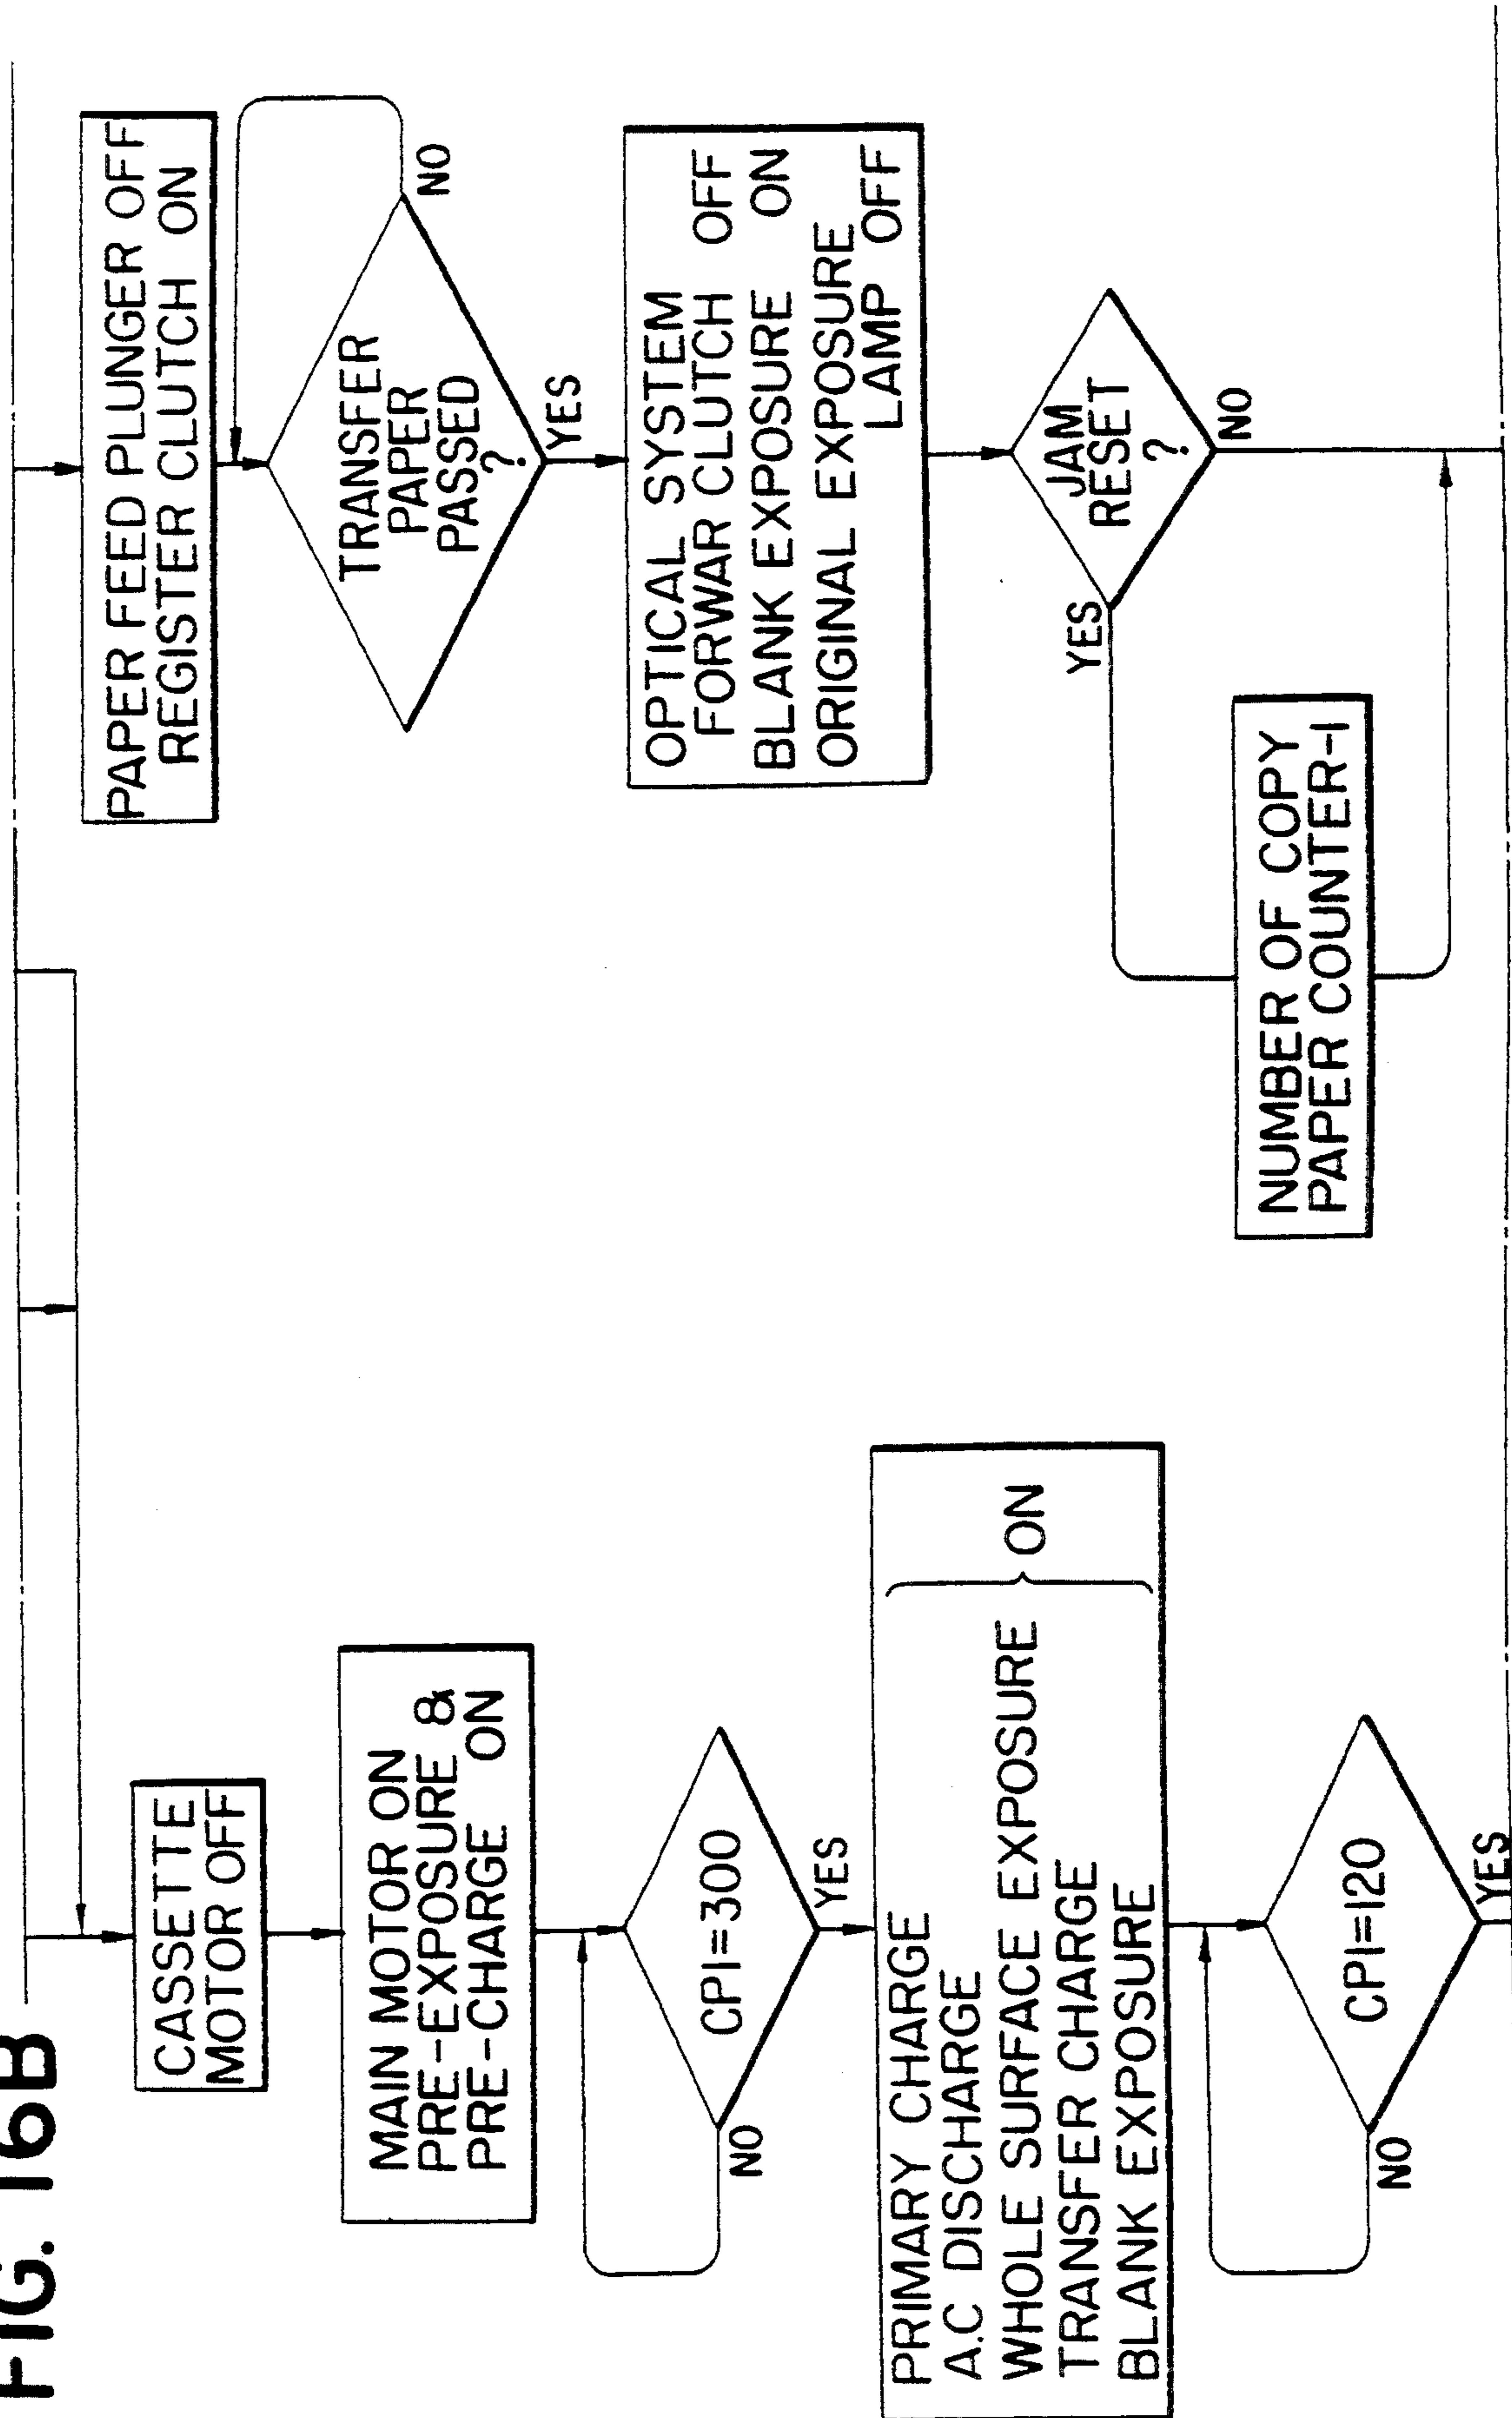 FIG. 16B
CASSETTE
MOTOR OFF
MAIN MOTOR ON
PRE-EXPOSURE &
PRE-CHARGE ON
CPI=300
NO
YES
PRIMARY CHARGE
A.C DISCHARGE
WHOLE SURFACE EXPOSURE
TRANSFER CHARGE
BLANK EXPOSURE
ON
CPI=120
NO
YES
PAPER FEED PLUNGER OFF
REGISTER CLUTCH ON
TRANSFER
PAPER
PASSED
?
NO
YES
OPTICAL SYSTEM
FORWAR CLUTCH OFF
BLANK EXPOSURE ON
ORIGINAL EXPOSURE
LAMP OFF
JAM
RESET
?
YES
NO
NUMBER OF COPY
PAPER COUNTER-1